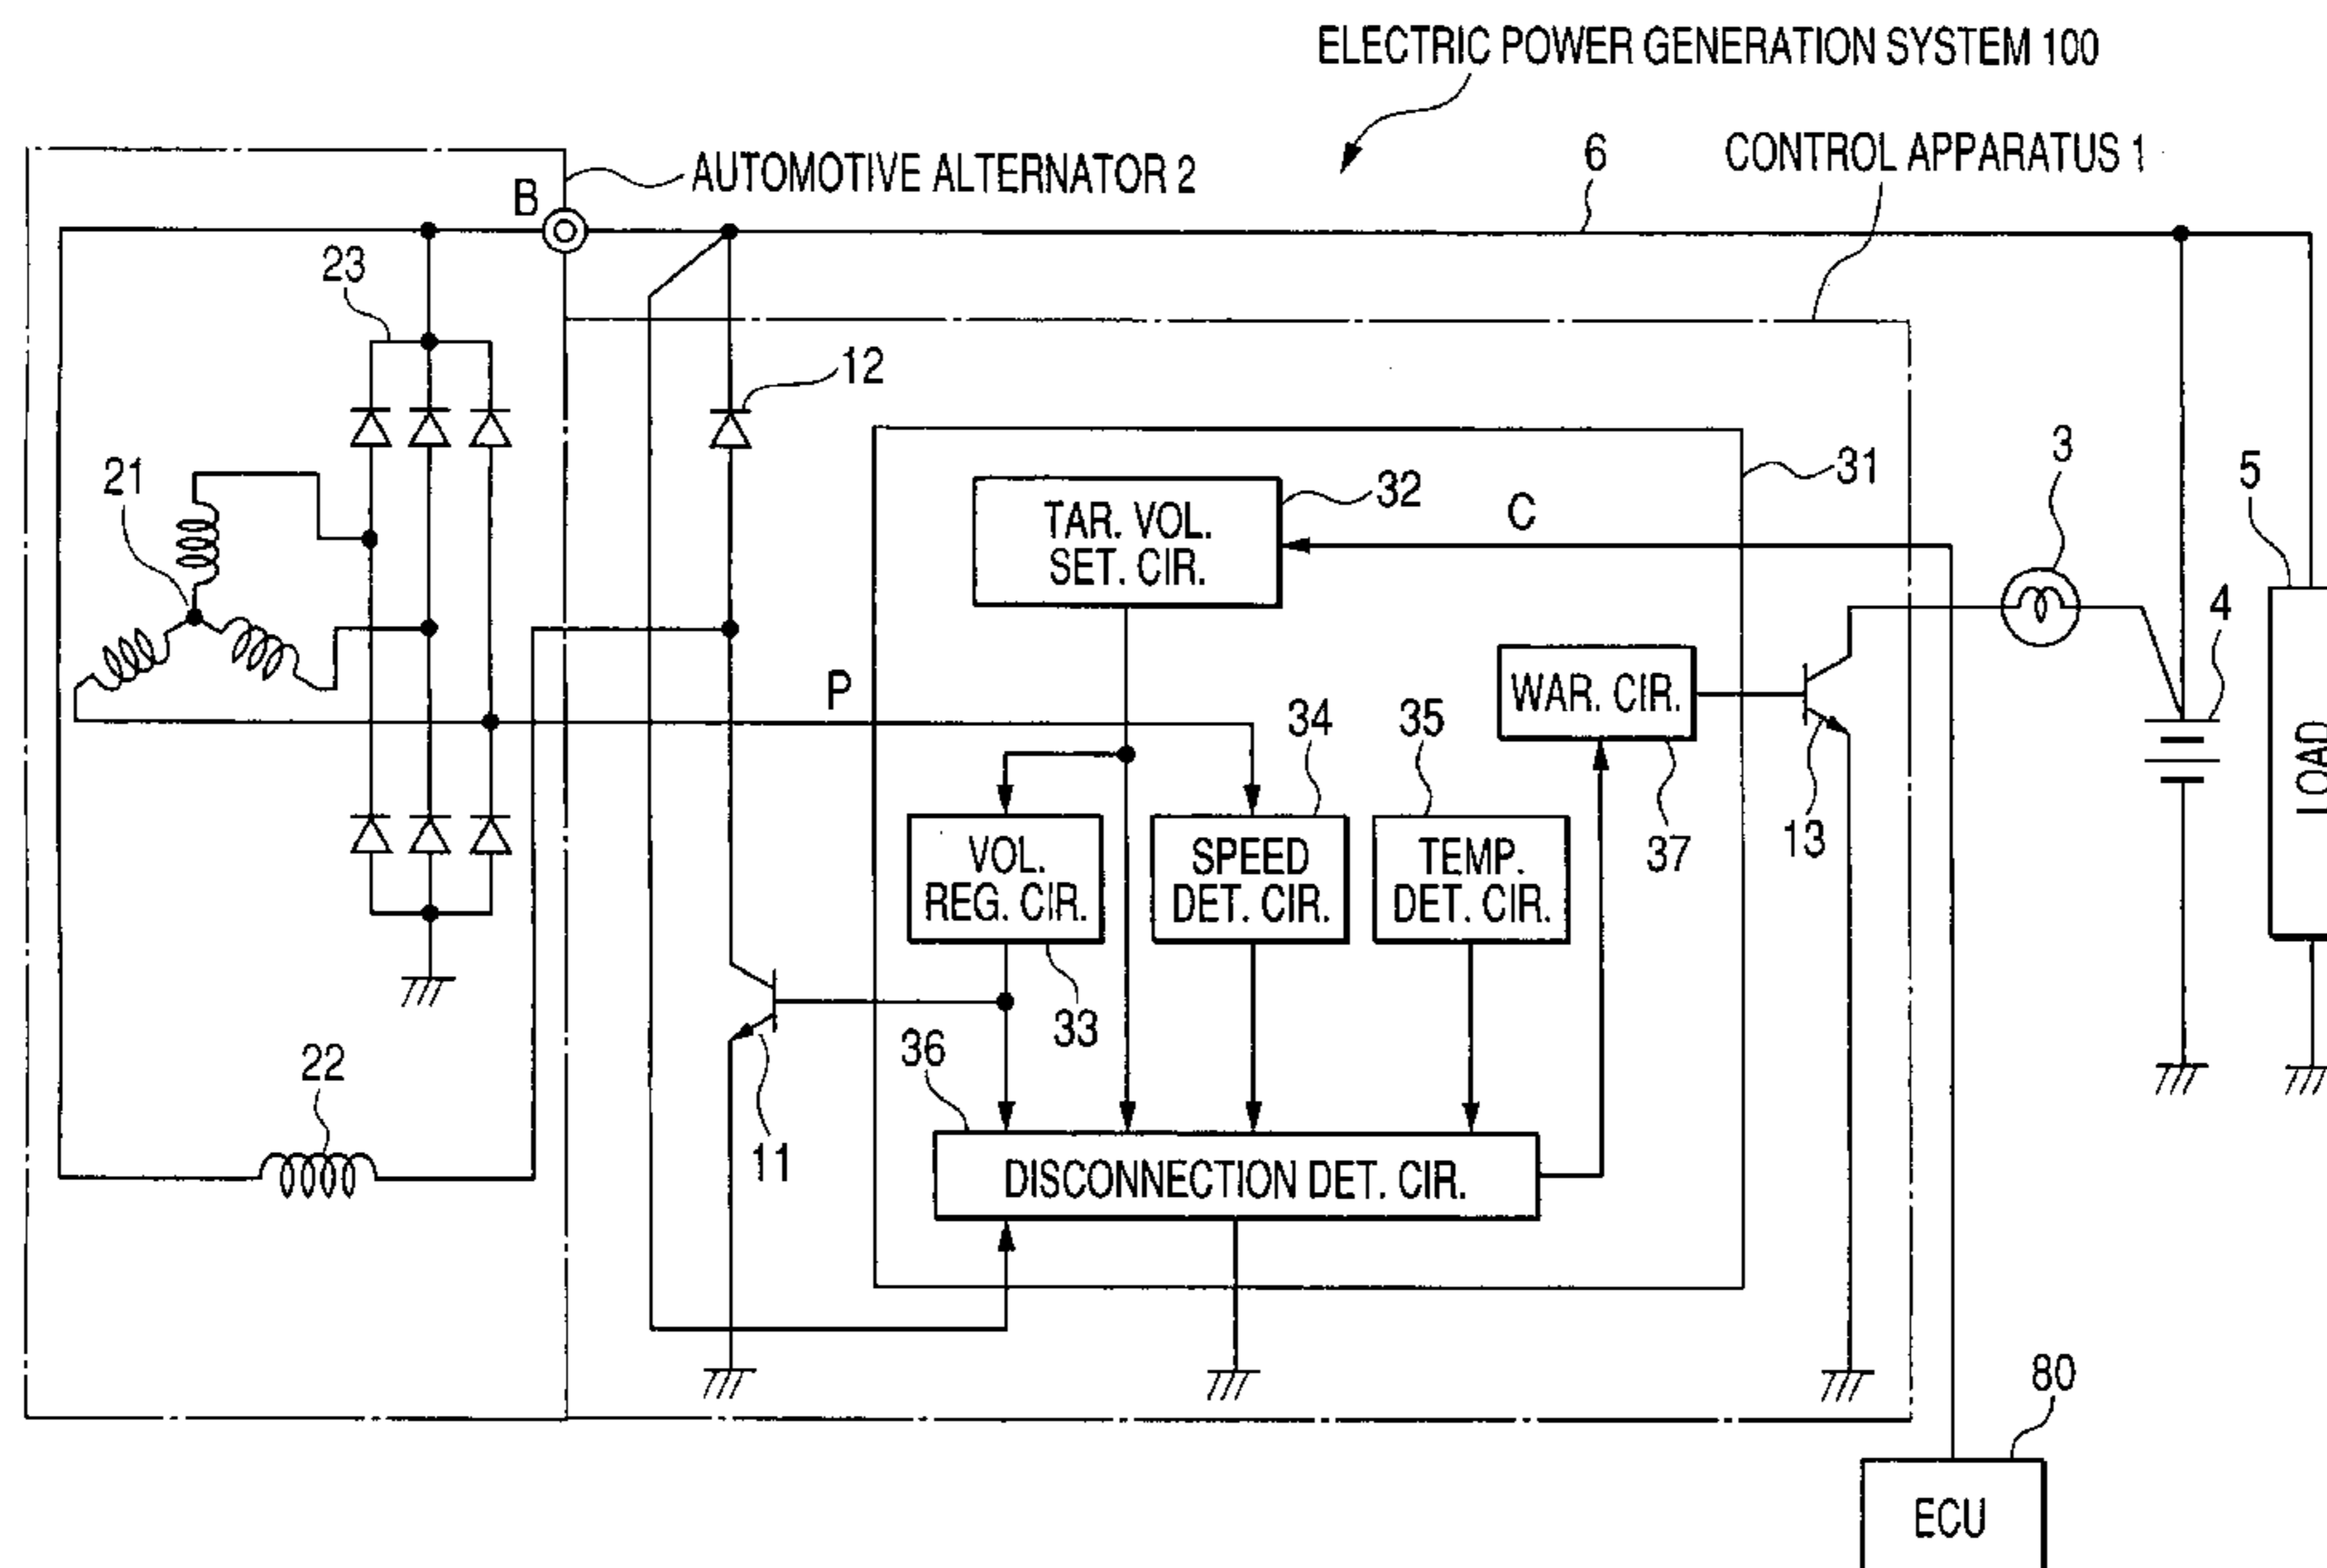 ELECTRIC POWER GENERATION SYSTEM 100
AUTOMOTIVE ALTERNATOR 2
6
CONTROL APPARATUS 1
B
23
12
21
32
31
3
5
TAR. VOL.
SET. CIR.
C
4
P
WAR. CIR.
34
35
LOAD
VOL.
REG. CIR.
SPEED
DET. CIR.
TEMP.
DET. CIR.
37
13
33
36
22
11
DISCONNECTION DET. CIR.
80
ECU